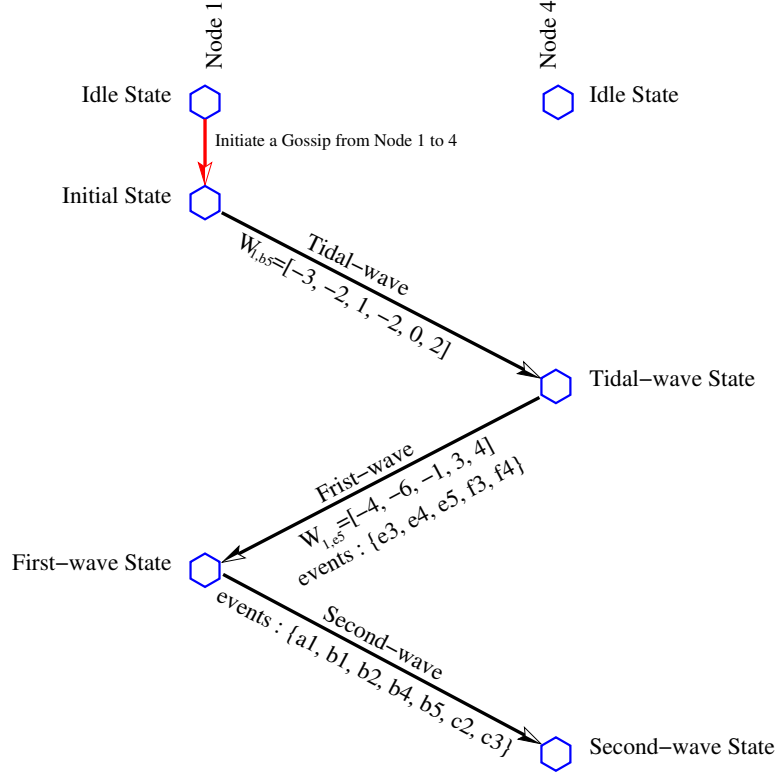 Node 1
Node 4
Idle State
Idle State
Initiate a Gossip from Node 1 to 4
Initial State
Tidal−wave
W1,b5=[−3, −2, 1, −2, 0, 2]
Tidal−wave State
Frist−wave
W1,e5=[−4, −6, −1, 3, 4]
events : {e3, e4, e5, f3, f4}
First−wave State
Second−wave
events : {a1, b1, b2, b4, b5, c2, c3}
Second−wave State